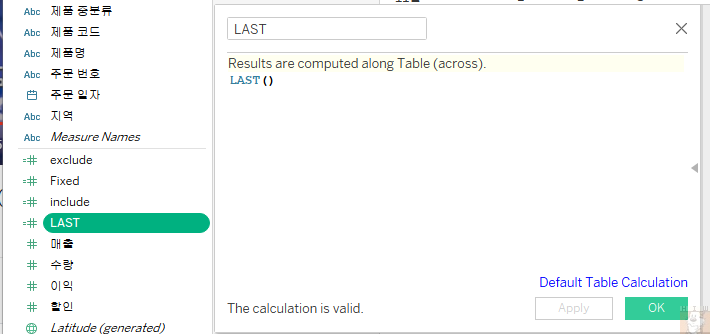 Abc 제품 중분류
Abc 제품 코드
Abc 제품명
Abc 주문 번호
주문 일자
Abc 지역
Abc Measure Names
=# exclude
=# Fixed
=# include
=# LAST
# 매출
# 수량
# 이익
# 할인
Latitude (generated)
LAST
Results are computed along Table (across).
LAST()
Default Table Calculation
The calculation is valid.
Apply
OK